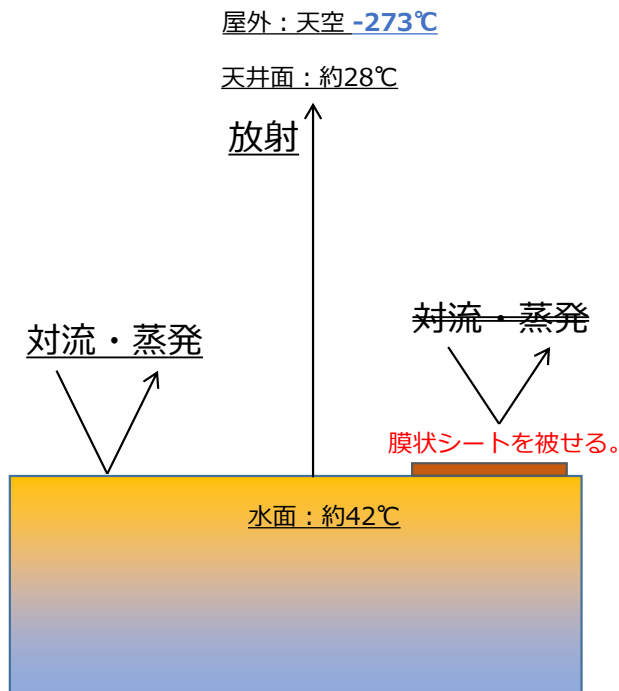 屋外：天空 -273℃
天井面：約28℃
放射
対流・蒸発
対流・蒸発
膜状シートを被せる。
水面：約42℃